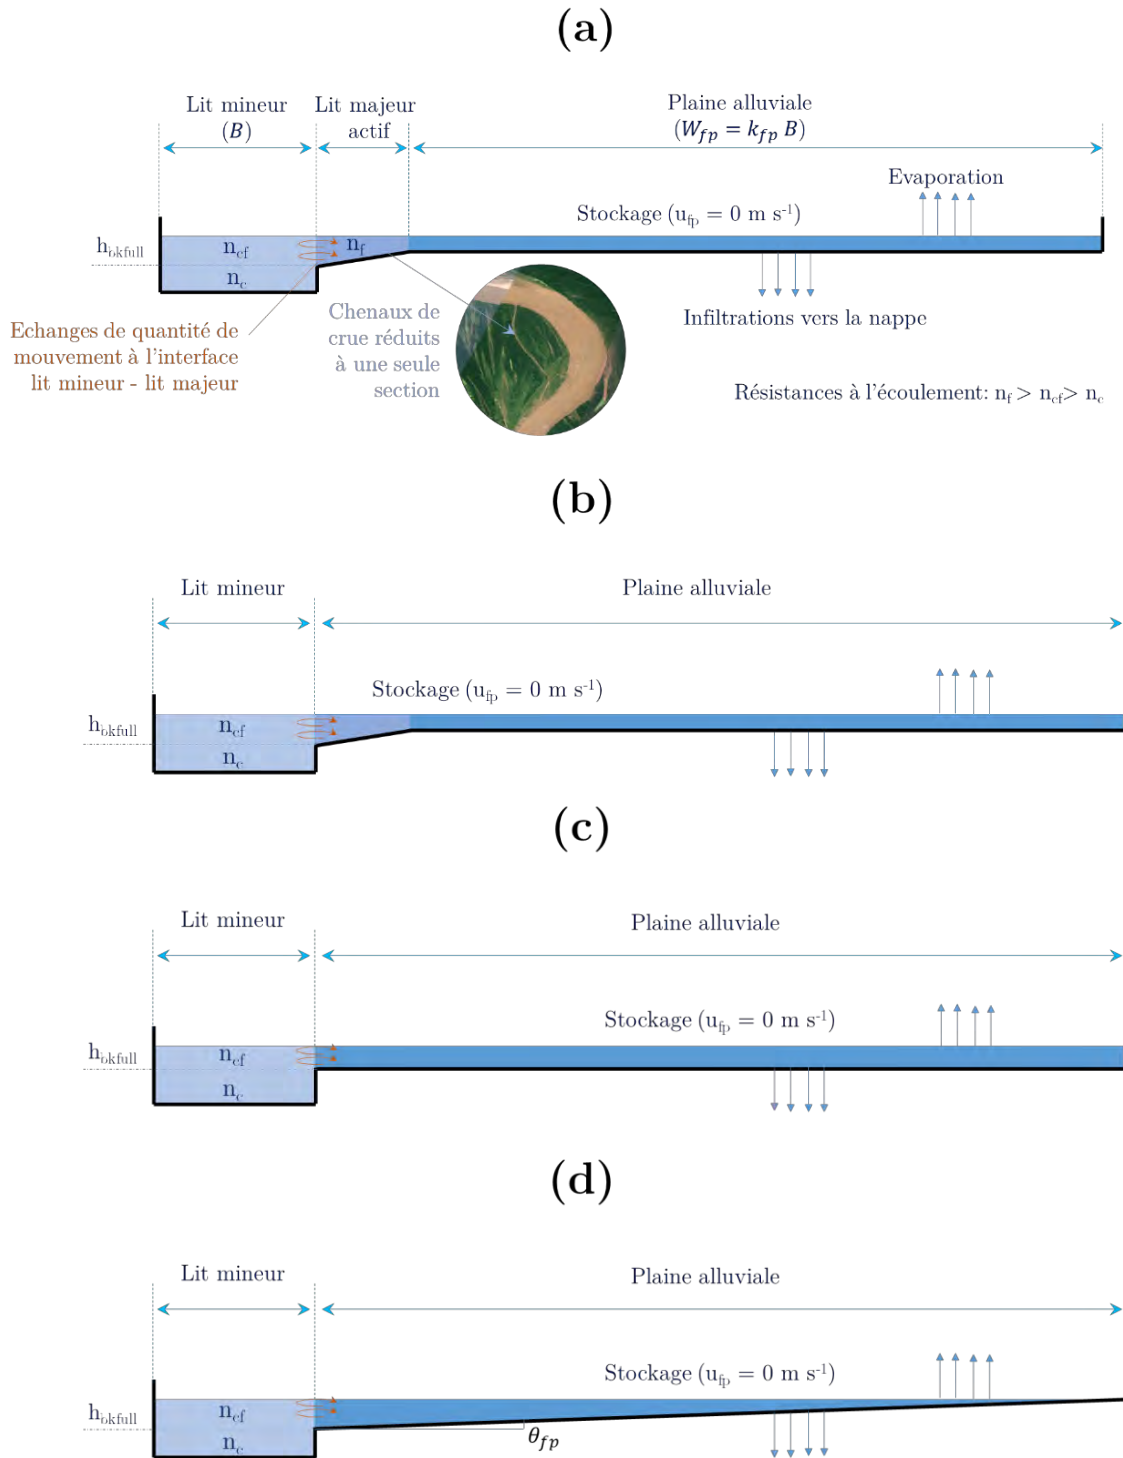 (a)
Lit mineur
(B)
Lit majeur
actif
Plaine alluviale
(W_fp = k_fp B)
Evaporation
Stockage (u_fp = 0 m s⁻¹)
h_bkfull
n_cf
n_f
n_c
Echanges de quantité de
mouvement à l'interface
lit mineur - lit majeur
Chenaux de
crue réduits
à une seule
section
Infiltrations vers la nappe
Résistances à l'écoulement: n_f > n_cf > n_c
(b)
Lit mineur
Plaine alluviale
Stockage (u_fp = 0 m s⁻¹)
h_bkfull
n_cf
n_c
(c)
Lit mineur
Plaine alluviale
Stockage (u_fp = 0 m s⁻¹)
h_bkfull
n_cf
n_c
(d)
Lit mineur
Plaine alluviale
Stockage (u_fp = 0 m s⁻¹)
h_bkfull
n_cf
n_c
θ_fp